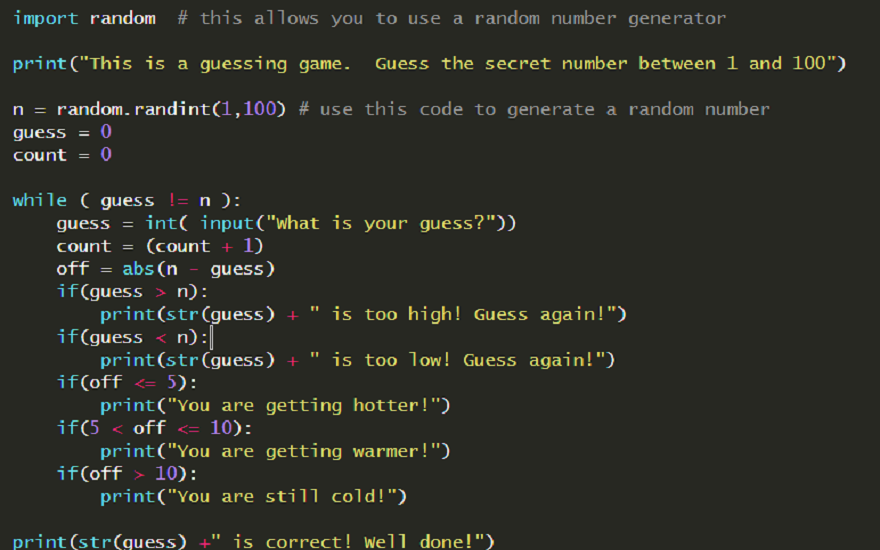 import random  # this allows you to use a random number generator
print("This is a guessing game.  Guess the secret number between 1 and 100")
n = random.randint(1,100) # use this code to generate a random number
guess = 0
count = 0
while ( guess != n ):
    guess = int( input("What is your guess?"))
    count = (count + 1)
    off = abs(n - guess)
    if(guess > n):
        print(str(guess) + " is too high! Guess again!")
    if(guess < n):
        print(str(guess) + " is too low! Guess again!")
    if(off <= 5):
        print("You are getting hotter!")
    if(5 < off <= 10):
        print("You are getting warmer!")
    if(off > 10):
        print("You are still cold!")
print(str(guess) +" is correct! Well done!")